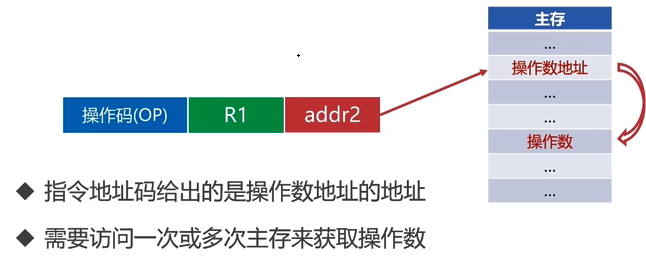 主存
...
操作数地址
...
...
操作数
...
...
操作码(OP) R1 addr2
◆ 指令地址码给出的是操作数地址的地址
◆ 需要访问一次或多次主存来获取操作数